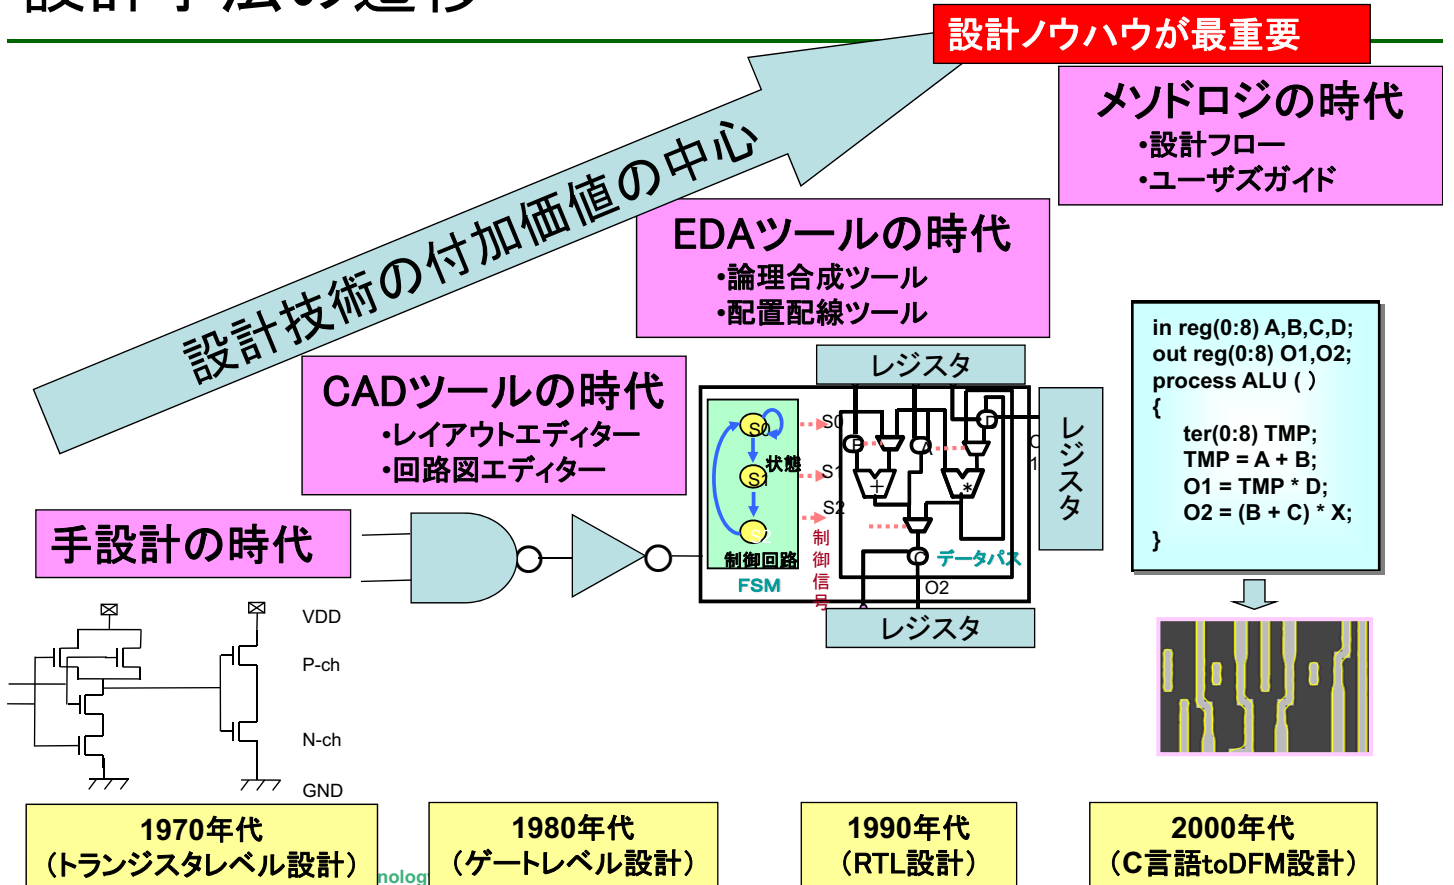 設計手法の遷移
設計ノウハウが最重要
メソドロジの時代
・設計フロー
・ユーザズガイド
設計技術の付加価値の中心
EDAツールの時代
・論理合成ツール
・配置配線ツール
CADツールの時代
・レイアウトエディター
・回路図エディター
手設計の時代
VDD
P-ch
N-ch
GND
レジスタ
S0
状態
S1
S2
制御回路
FSM
S0
S1
S2
制御信号
B
A
D
+
*
C
データパス
O2
O1
レジスタ
レジスタ
in reg(0:8) A,B,C,D;
out reg(0:8) O1,O2;
process ALU ( )
{
ter(0:8) TMP;
TMP = A + B;
O1 = TMP * D;
O2 = (B + C) * X;
}
1970年代
（トランジスタレベル設計）
1980年代
（ゲートレベル設計）
1990年代
（RTL設計）
2000年代
（C言語toDFM設計）